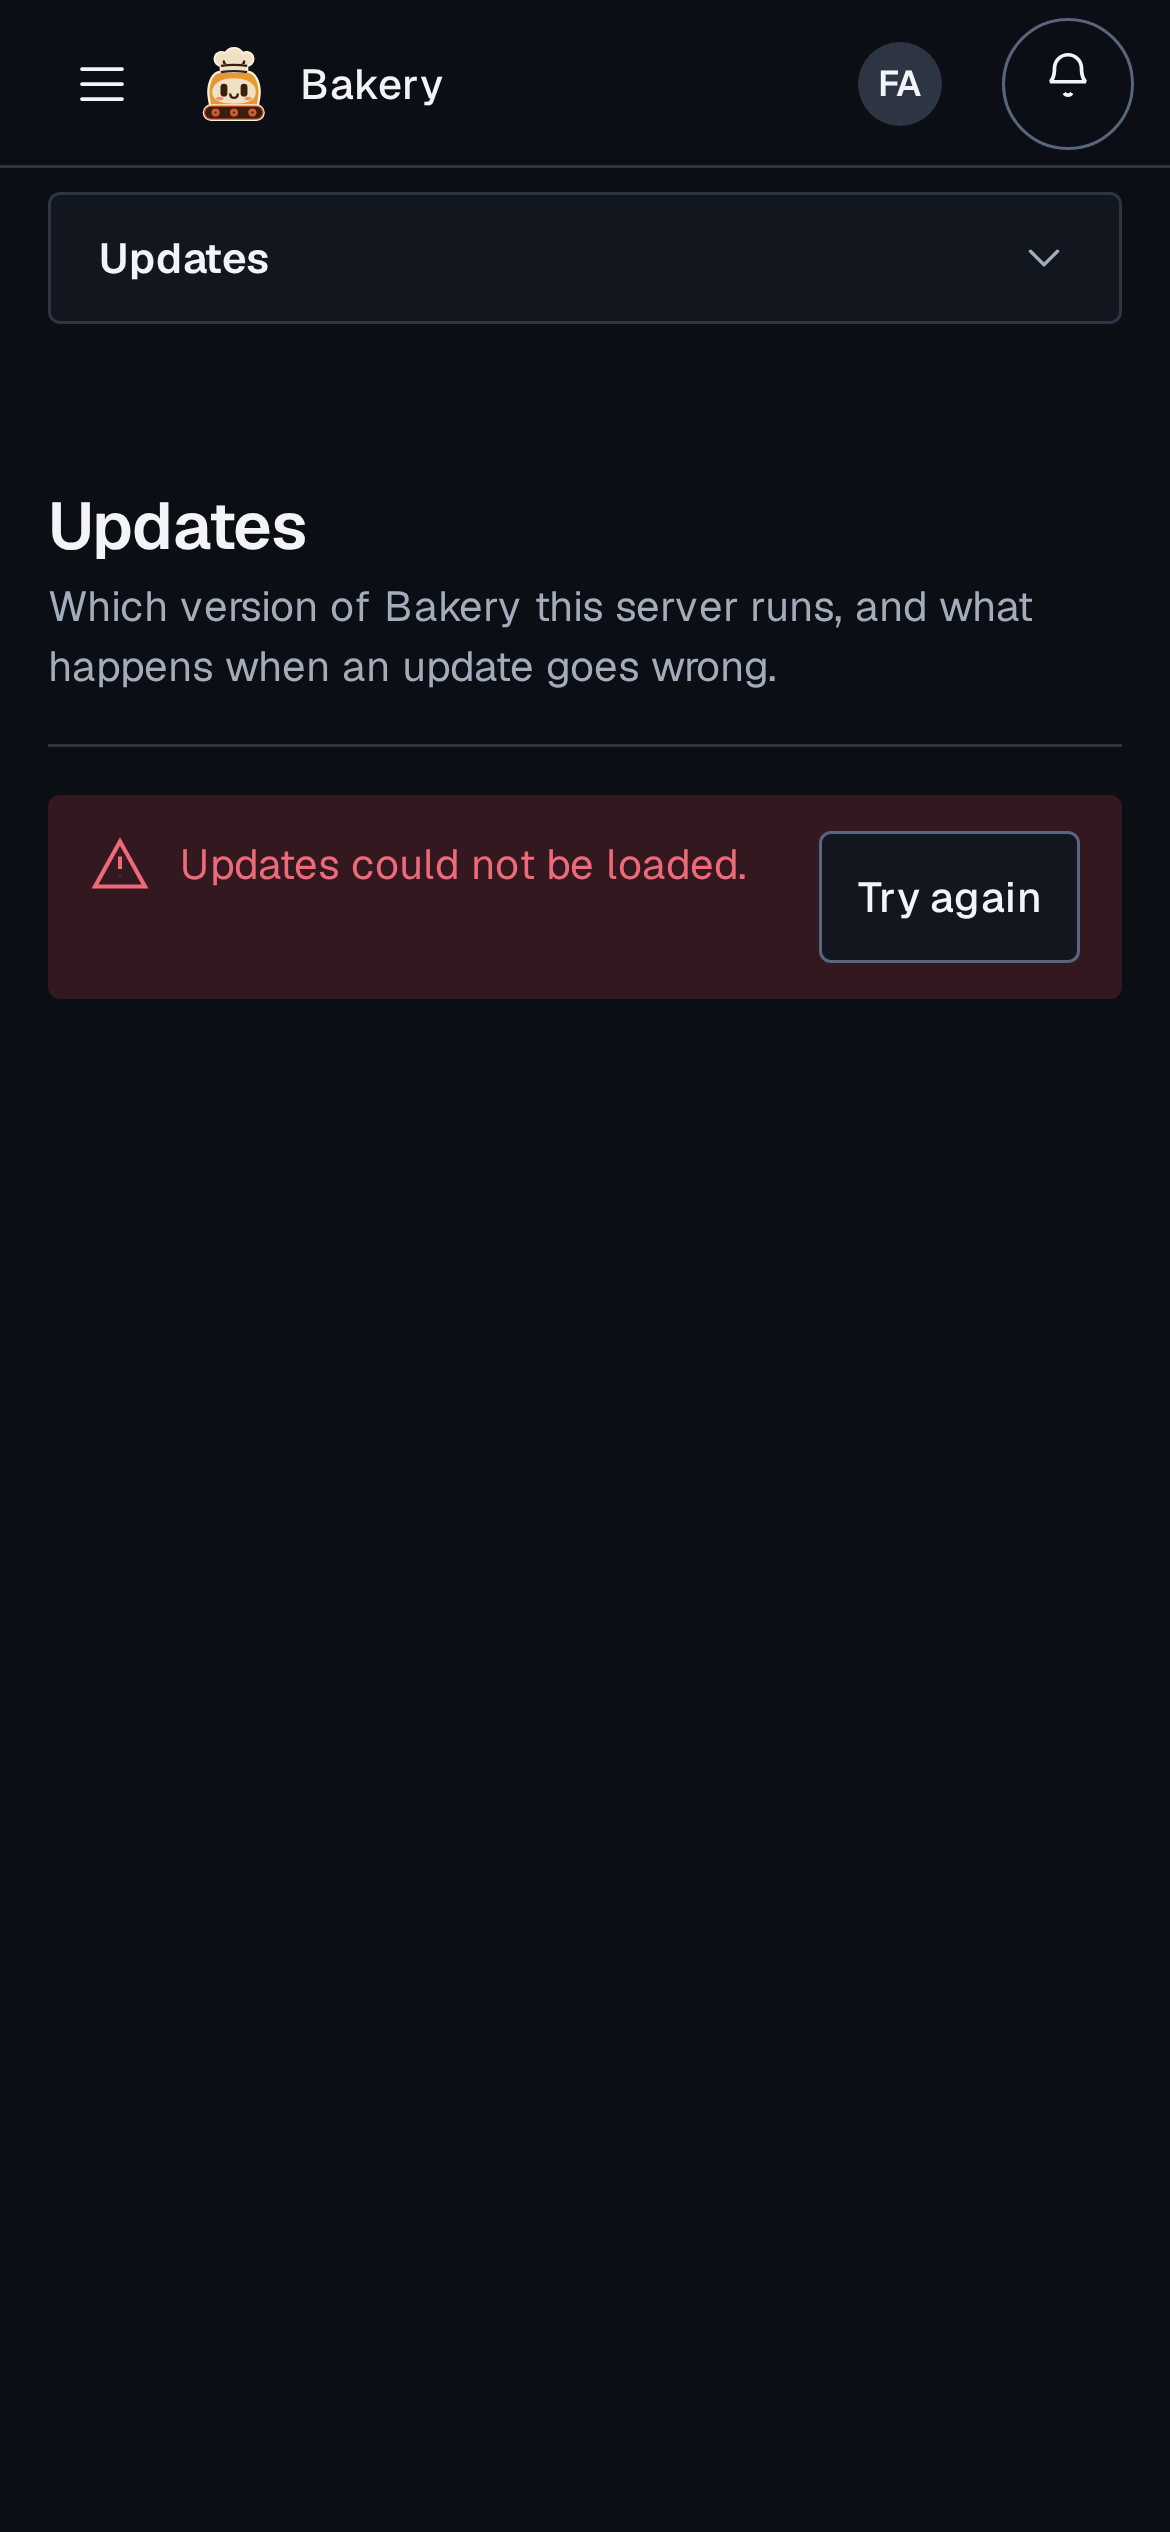 Bakery
FA
Updates
Updates
Which version of Bakery this server runs, and what
happens when an update goes wrong.
Updates could not be loaded.
Try again